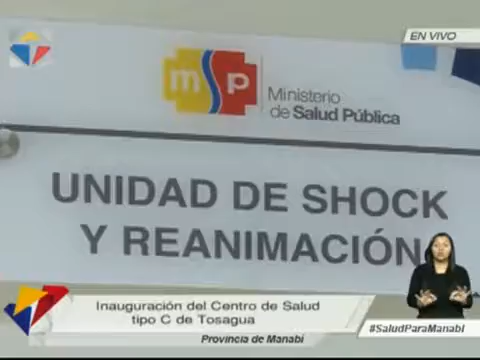 EN VIVO
msp
Ministerio
de Salud Pública
UNIDAD DE SHOCK
Y REANIMACIÓN
Inauguración del Centro de Salud
tipo C de Tosagua
Provincia de Manabí
#SaludParaManabí